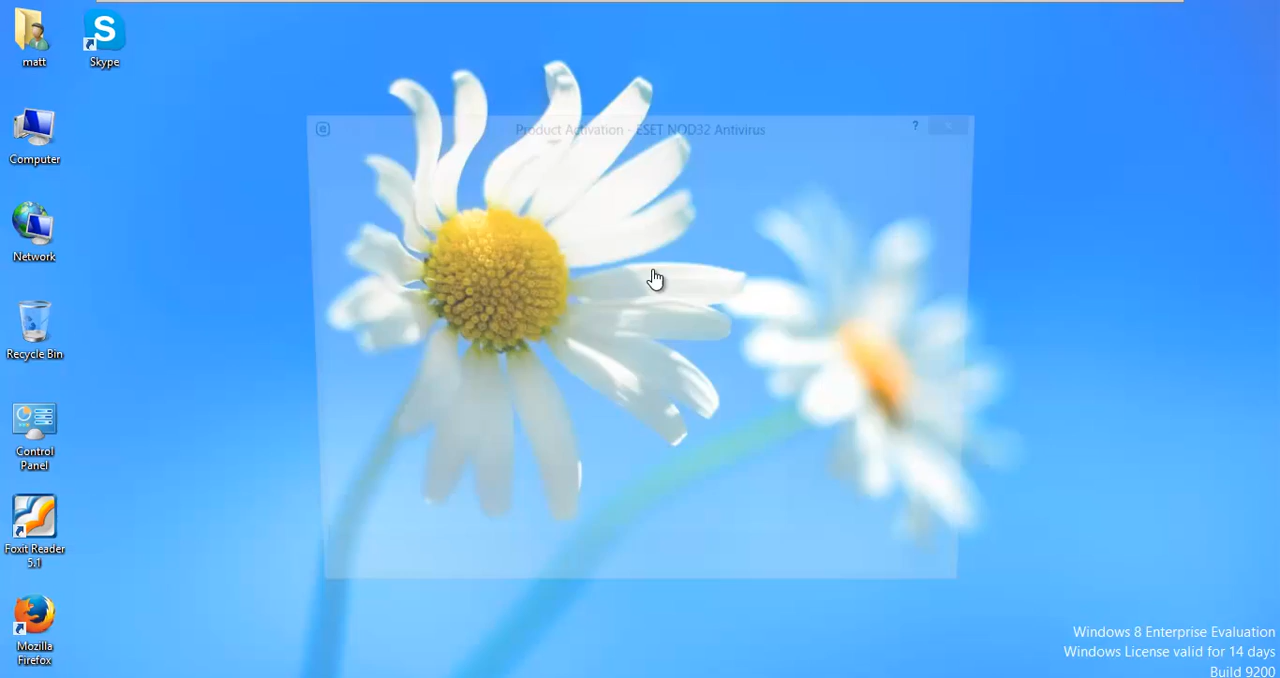 matt
Skype
Computer
Network
Recycle Bin
Control
Panel
Foxit Reader
5.1
Mozilla
Firefox
Product Activation - ESET NOD32 Antivirus
?
Windows 8 Enterprise Evaluation
Windows License valid for 14 days
Build 9200